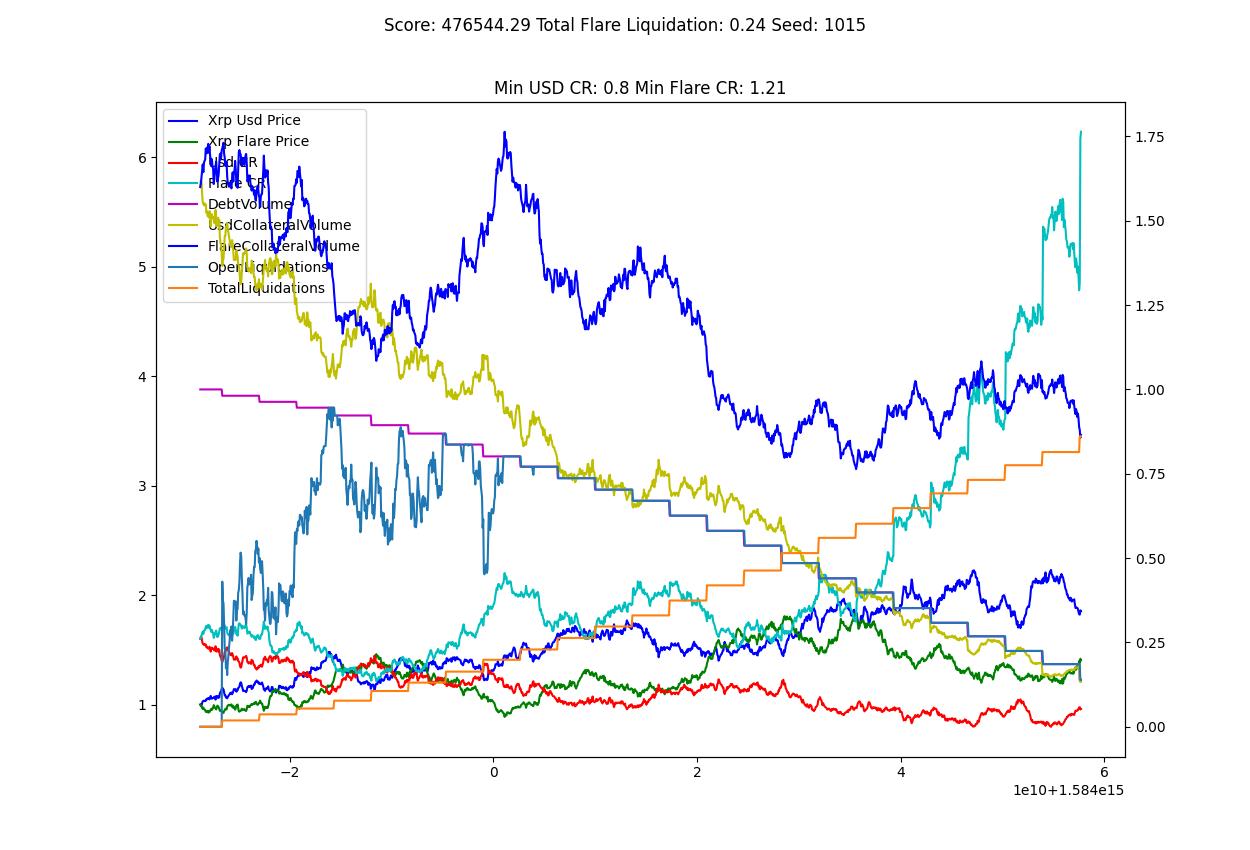 Score: 476544.29 Total Flare Liquidation: 0.24 Seed: 1015
Min USD CR: 0.8 Min Flare CR: 1.21
Xrp Usd Price
Xrp Flare Price
Usd CR
Flare CR
DebtVolume
UsdCollateralVolume
FlareCollateralVolume
OpenLiquidations
TotalLiquidations
6
5
4
3
2
1
1.75
1.50
1.25
1.00
0.75
0.50
0.25
0.00
−2
0
2
4
6
1e10+1.584e15